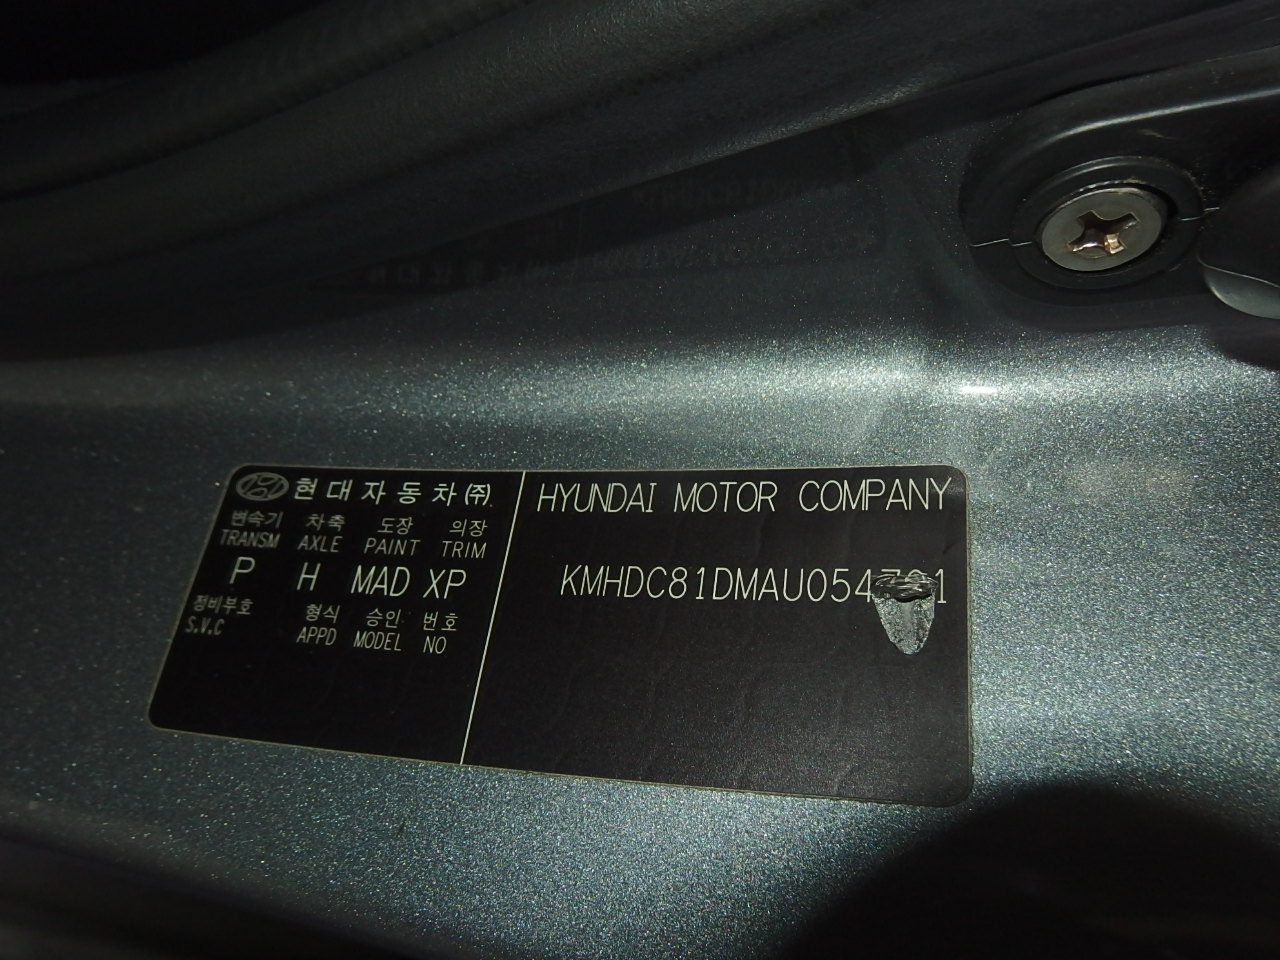 현대자동차(주)
변속기 차축 도장 의장
TRANSM AXLE PAINT TRIM
P H MAD XP
정비부호 형식 승인 번호
S.V.C APPD MODEL NO
HYUNDAI MOTOR COMPANY